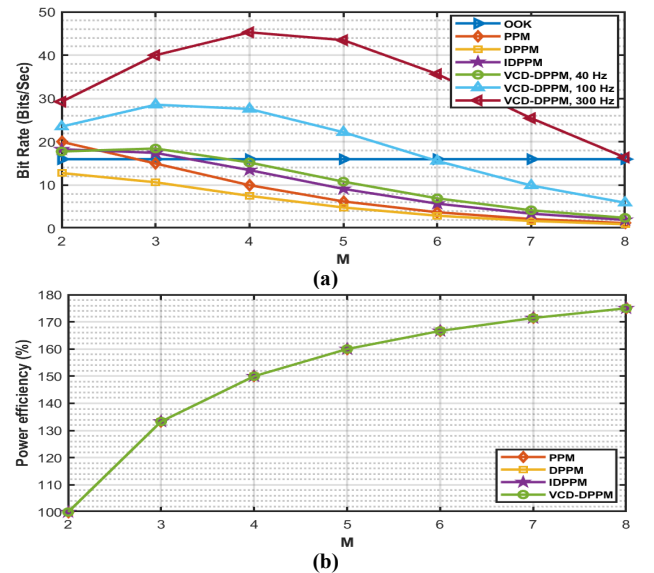 50
40
30
20
10
0
Bit Rate (Bits/Sec)
OOK
PPM
DPPM
IDPPM
VCD-DPPM, 40 Hz
VCD-DPPM, 100 Hz
VCD-DPPM, 300 Hz
2 3 4 5 6 7 8
M
(a)
180
170
160
150
140
130
120
110
100
Power efficiency (%)
PPM
DPPM
IDPPM
VCD-DPPM
2 3 4 5 6 7 8
M
(b)